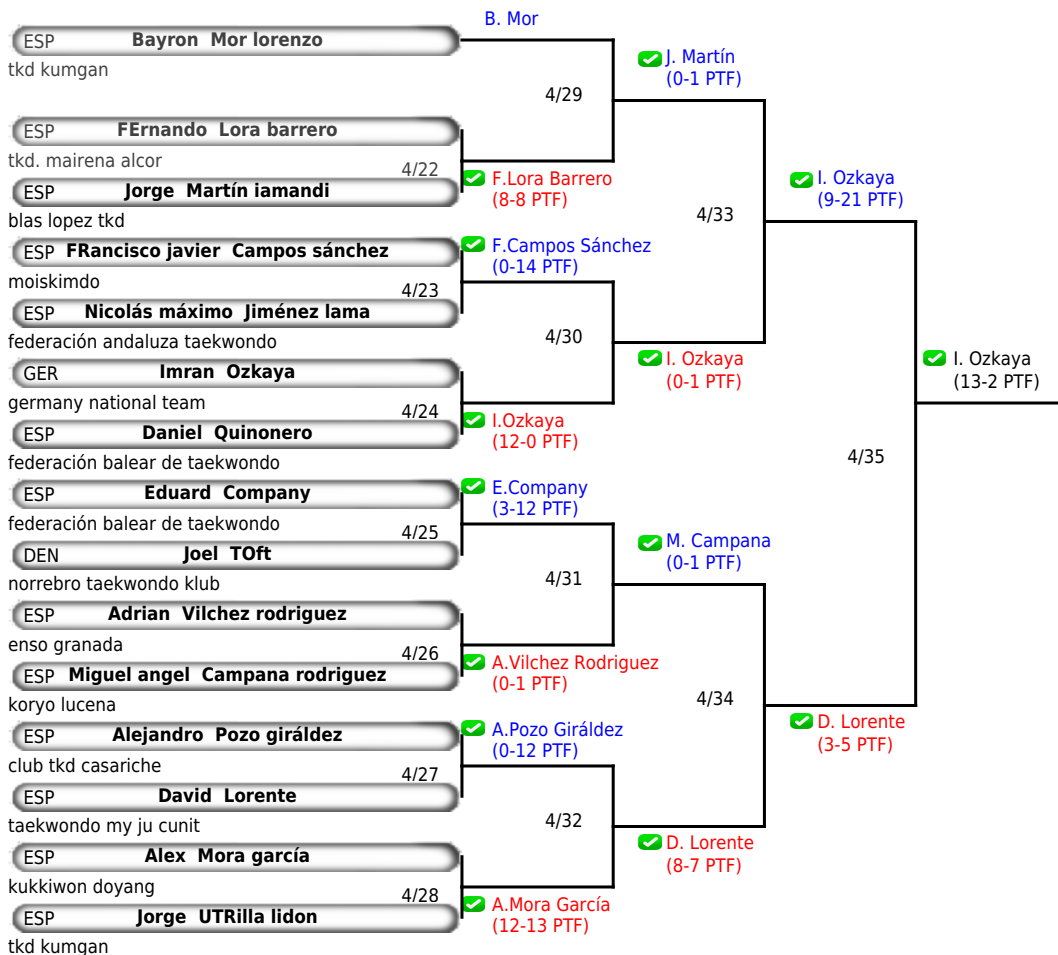 B. Mor
ESP Bayron Mor lorenzo
tkd kumgan
J. Martín
(0-1 PTF)
4/29
ESP FErnando Lora barrero
tkd. mairena alcor
4/22
ESP Jorge Martín iamandi
blas lopez tkd
F.Lora Barrero
(8-8 PTF)
I. Ozkaya
(9-21 PTF)
4/33
ESP FRancisco javier Campos sánchez
moiskimdo
F.Campos Sánchez
(0-14 PTF)
4/23
ESP Nicolás máximo Jiménez lama
federación andaluza taekwondo
4/30
GER Imran Ozkaya
germany national team
I. Ozkaya
(0-1 PTF)
I. Ozkaya
(13-2 PTF)
4/24
ESP Daniel Quinonero
federación balear de taekwondo
I.Ozkaya
(12-0 PTF)
4/35
ESP Eduard Company
federación balear de taekwondo
E.Company
(3-12 PTF)
4/25
DEN Joel TOft
norrebro taekwondo klub
M. Campana
(0-1 PTF)
4/31
ESP Adrian Vilchez rodriguez
enso granada
4/26
ESP Miguel angel Campana rodriguez
koryo lucena
A.Vilchez Rodriguez
(0-1 PTF)
4/34
ESP Alejandro Pozo giráldez
club tkd casariche
A.Pozo Giráldez
(0-12 PTF)
D. Lorente
(3-5 PTF)
4/27
ESP David Lorente
taekwondo my ju cunit
4/32
ESP Alex Mora garcía
kukkiwon doyang
D. Lorente
(8-7 PTF)
4/28
ESP Jorge UTRilla lidon
tkd kumgan
A.Mora García
(12-13 PTF)